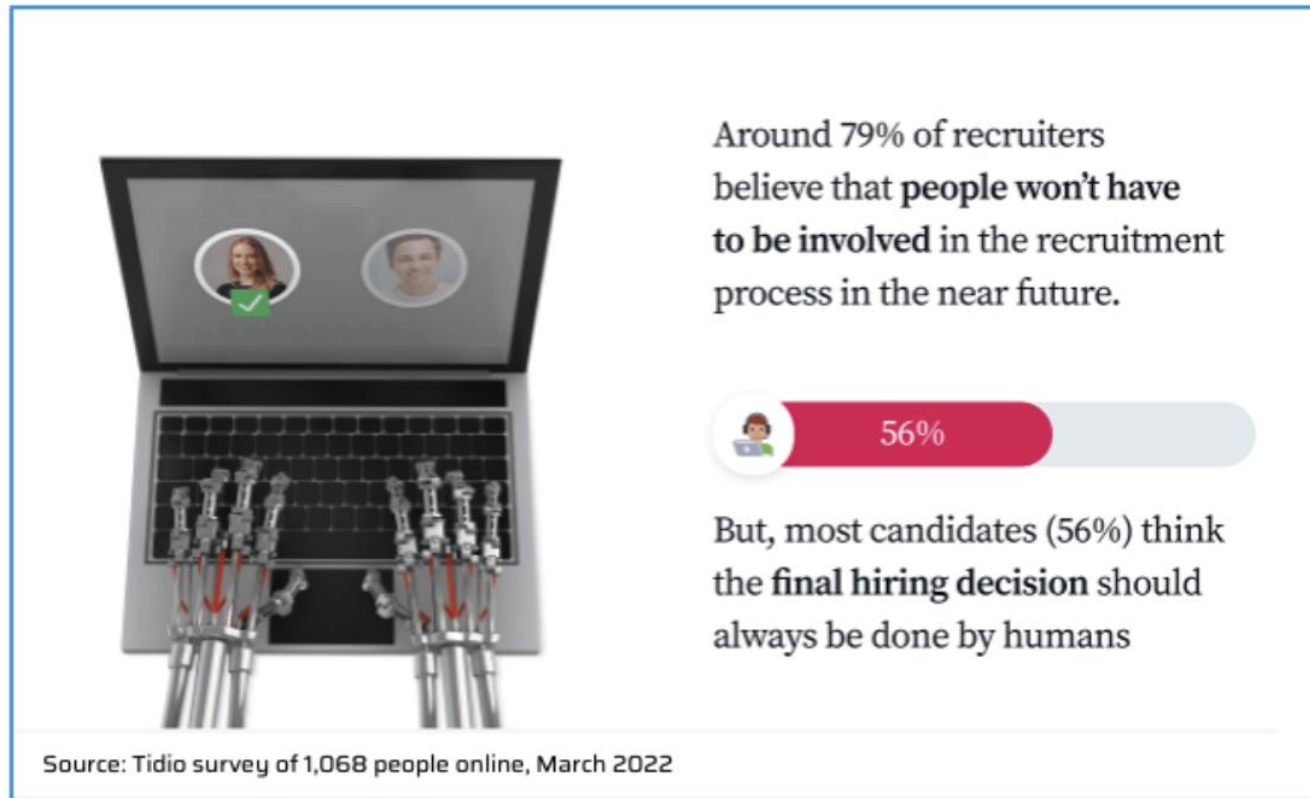 Around 79% of recruiters
believe that people won’t have
to be involved in the recruitment
process in the near future.
56%
But, most candidates (56%) think
the final hiring decision should
always be done by humans
Source: Tidio survey of 1,068 people online, March 2022